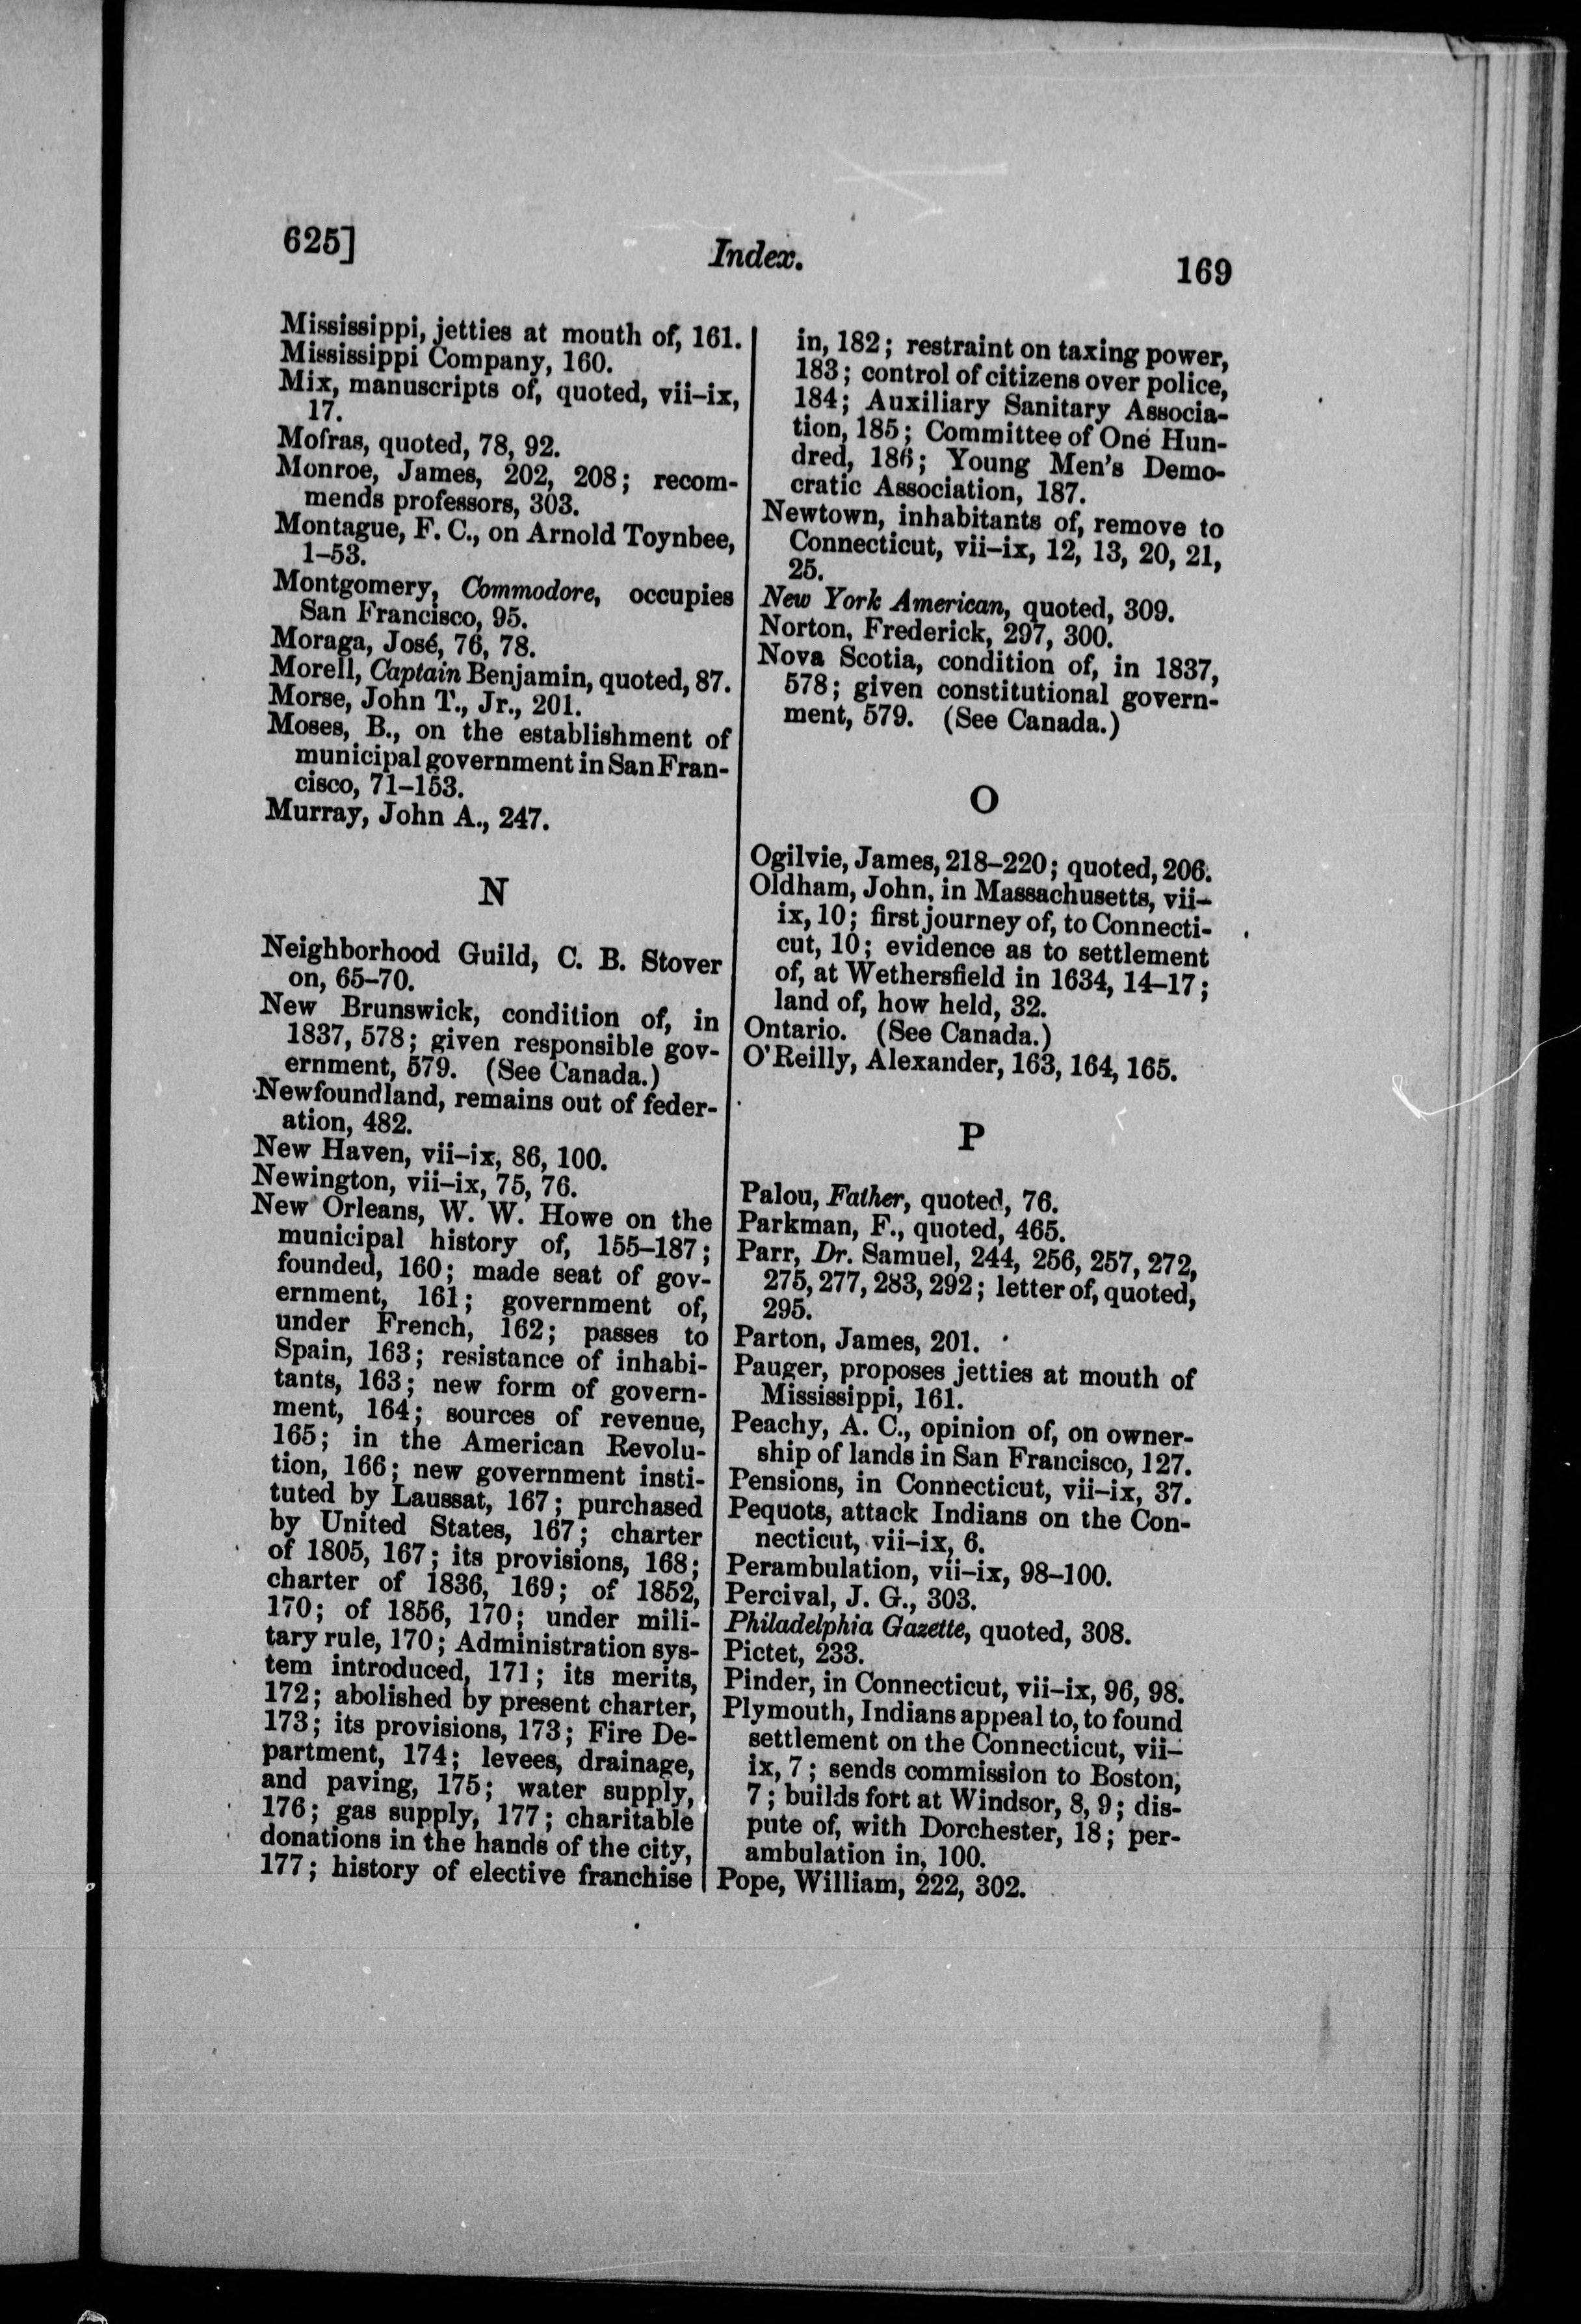 625]
Index.
169
Mississippi, jetties at mouth of, 161.
Mississippi Company, 160.
Mix, manuscripts of, quoted, vii–ix,
17.
Mofras, quoted, 78, 92.
Monroe, James, 202, 208; recom-
mends professors, 303.
Montague, F. C., on Arnold Toynbee,
1–53.
Montgomery, Commodore, occupies
San Francisco, 95.
Moraga, José, 76, 78.
Morell, Captain Benjamin, quoted, 87.
Morse, John T., Jr., 201.
Moses, B., on the establishment of
municipal government in San Fran-
cisco, 71–153.
Murray, John A., 247.
N
Neighborhood Guild, C. B. Stover
on, 65–70.
New Brunswick, condition of, in
1837, 578; given responsible gov-
ernment, 579. (See Canada.)
Newfoundland, remains out of feder-
ation, 482.
New Haven, vii–ix, 86, 100.
Newington, vii–ix, 75, 76.
New Orleans, W. W. Howe on the
municipal history of, 155–187;
founded, 160; made seat of gov-
ernment, 161; government of,
under French, 162; passes to
Spain, 163; resistance of inhabi-
tants, 163; new form of govern-
ment, 164; sources of revenue,
165; in the American Revolu-
tion, 166; new government insti-
tuted by Laussat, 167; purchased
by United States, 167; charter
of 1805, 167; its provisions, 168;
charter of 1836, 169; of 1852,
170; of 1856, 170; under mili-
tary rule, 170; Administration sys-
tem introduced, 171; its merits,
172; abolished by present charter,
173; its provisions, 173; Fire De-
partment, 174; levees, drainage,
and paving, 175; water supply,
176; gas supply, 177; charitable
donations in the hands of the city,
177; history of elective franchise
in, 182; restraint on taxing power,
183; control of citizens over police,
184; Auxiliary Sanitary Associa-
tion, 185; Committee of One Hun-
dred, 186; Young Men's Demo-
cratic Association, 187.
Newtown, inhabitants of, remove to
Connecticut, vii–ix, 12, 13, 20, 21,
25.
New York American, quoted, 309.
Norton, Frederick, 297, 300.
Nova Scotia, condition of, in 1837,
578; given constitutional govern-
ment, 579. (See Canada.)
O
Ogilvie, James, 218–220; quoted, 206.
Oldham, John, in Massachusetts, vii–
ix, 10; first journey of, to Connecti-
cut, 10; evidence as to settlement
of, at Wethersfield in 1634, 14–17;
land of, how held, 32.
Ontario. (See Canada.)
O'Reilly, Alexander, 163, 164, 165.
P
Palou, Father, quoted, 76.
Parkman, F., quoted, 465.
Parr, Dr. Samuel, 244, 256, 257, 272,
275, 277, 283, 292; letter of, quoted,
295.
Parton, James, 201.
Pauger, proposes jetties at mouth of
Mississippi, 161.
Peachy, A. C., opinion of, on owner-
ship of lands in San Francisco, 127.
Pensions, in Connecticut, vii–ix, 37.
Pequots, attack Indians on the Con-
necticut, vii–ix, 6.
Perambulation, vii–ix, 98–100.
Percival, J. G., 303.
Philadelphia Gazette, quoted, 308.
Pictet, 233.
Pinder, in Connecticut, vii–ix, 96, 98.
Plymouth, Indians appeal to, to found
settlement on the Connecticut, vii–
ix, 7; sends commission to Boston,
7; builds fort at Windsor, 8, 9; dis-
pute of, with Dorchester, 18; per-
ambulation in, 100.
Pope, William, 222, 302.